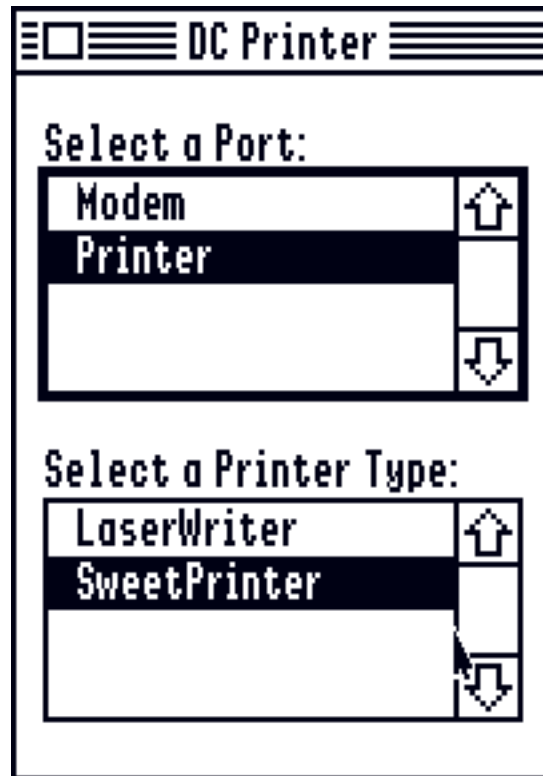 DC Printer
Select a Port:
Modem
Printer
Select a Printer Type:
LaserWriter
SweetPrinter